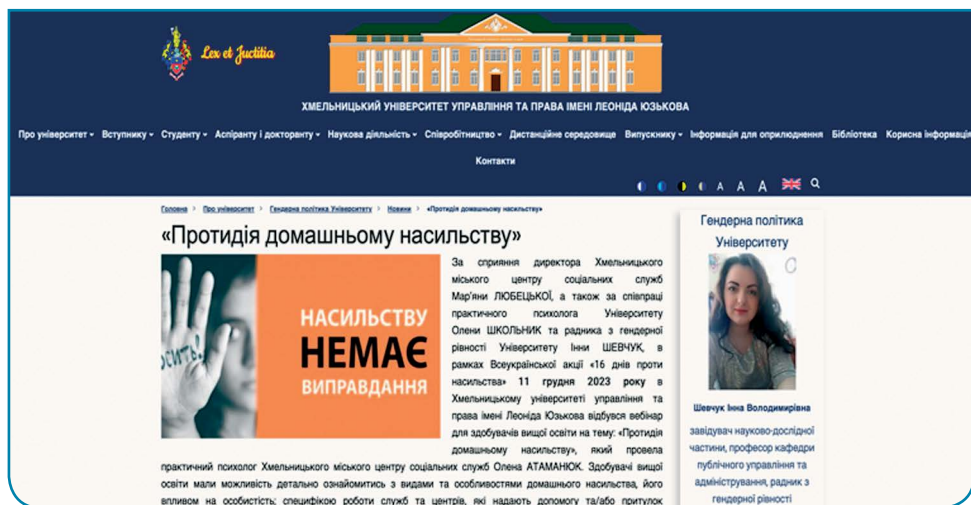 Lex et Juctitia
ХМЕЛЬНИЦЬКИЙ УНІВЕРСИТЕТ УПРАВЛІННЯ ТА ПРАВА ІМЕНІ ЛЕОНІДА ЮЗЬКОВА
Про університет Вступнику Студенту Аспіранту і докторанту Наукова діяльність Співробітництво Дистанційне середовище Випускнику Інформація для оприлюднення Бібліотека Корисна інформація
Контакти
A A A
Головна > Про університет > Гендерна політика Університету > Новини > «Протидія домашньому насильству»
«Протидія домашньому насильству»
НАСИЛЬСТВУ
НЕМАЄ
ВИПРАВДАННЯ
За сприяння директора Хмельницького
міського центру соціальних служб
Мар'яни ЛЮБЕЦЬКОЇ, а також за співпраці
практичного психолога Університету
Олени ШКОЛЬНИК та радника з гендерної
рівності Університету Інни ШЕВЧУК, в
рамках Всеукраїнської акції «16 днів проти
насильства» 11 грудня 2023 року в
Хмельницькому університеті управління та
права імені Леоніда Юзькова відбувся вебінар
для здобувачів вищої освіти на тему: «Протидія
домашньому насильству», який провела
практичний психолог Хмельницького міського центру соціальних служб Олена АТАМАНЮК. Здобувачі вищої
освіти мали можливість детально ознайомитись з видами та особливостями домашнього насильства, його
впливом на особистість; специфікою роботи служб та центрів, які надають допомогу та/або притулок
Гендерна політика
Університету
Шевчук Інна Володимирівна
завідувач науково-дослідної
частини, професор кафедри
публічного управління та
адміністрування, радник з
гендерної рівності